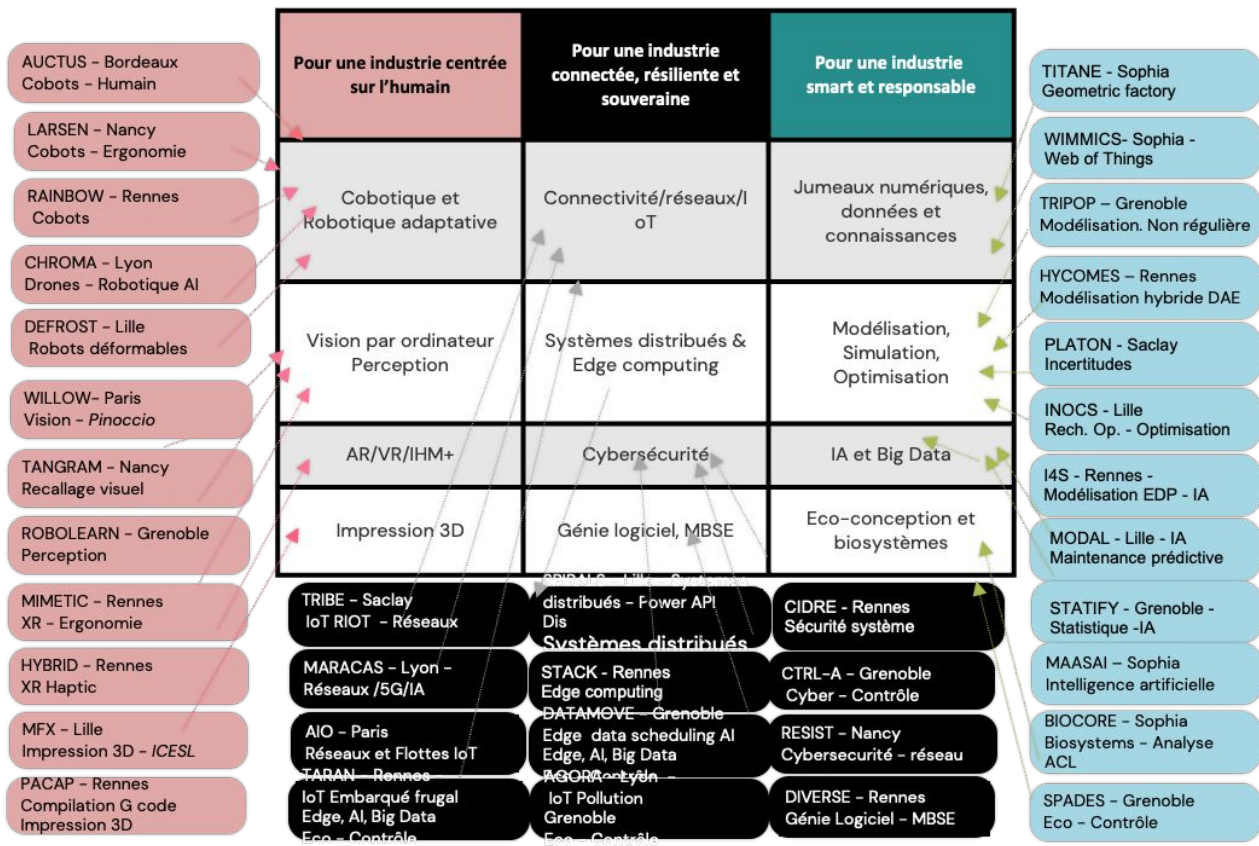 Pour une industrie centrée
sur l'humain
Pour une industrie
connectée, résiliente et
souveraine
Pour une industrie
smart et responsable
Cobotique et
Robotique adaptative
Connectivité/réseaux/I
oT
Jumeaux numériques,
données et
connaissances
Vision par ordinateur
Perception
Systèmes distribués &
Edge computing
Modélisation,
Simulation,
Optimisation
AR/VR/IHM+
Cybersécurité
IA et Big Data
Impression 3D
Génie logiciel, MBSE
Eco-conception et
biosystèmes
AUCTUS - Bordeaux
Cobots - Humain
LARSEN – Nancy
Cobots – Ergonomie
RAINBOW – Rennes
Cobots
CHROMA – Lyon
Drones – Robotique AI
DEFROST – Lille
Robots déformables
WILLOW- Paris
Vision - Pinoccio
TANGRAM – Nancy
Recallage visuel
ROBOLEARN – Grenoble
Perception
MIMETIC – Rennes
XR – Ergonomie
HYBRID – Rennes
XR Haptic
MFX – Lille
Impression 3D – ICESL
PACAP – Rennes
Compilation G code
Impression 3D
TRIBE – Saclay
IoT RIOT – Réseaux
MARACAS – Lyon –
Réseaux /5G/IA
AIO – Paris
Réseaux et Flottes IoT
TARAN – Rennes –
IoT Embarqué frugal
Edge, AI, Big Data
Eco – Contrôle
SPIRALS – Lille – Systèmes
distribués – Power API
Dis
Systèmes distribués
STACK – Rennes
Edge computing
DATAMOVE – Grenoble
Edge data scheduling AI
Edge, AI, Big Data
AGORA – Lyon –
IoT Pollution
Grenoble
Eco – Contrôle
CIDRE – Rennes
Sécurité système
CTRL-A – Grenoble
Cyber – Contrôle
RESIST – Nancy
Cybersecurité – réseau
DIVERSE – Rennes
Génie Logiciel – MBSE
TITANE - Sophia
Geometric factory
WIMMICS- Sophia -
Web of Things
TRIPOP – Grenoble
Modélisation. Non régulière
HYCOMES – Rennes
Modélisation hybride DAE
PLATON - Saclay
Incertitudes
INOCS - Lille
Rech. Op. - Optimisation
I4S - Rennes -
Modélisation EDP - IA
MODAL - Lille - IA
Maintenance prédictive
STATIFY - Grenoble -
Statistique -IA
MAASAI – Sophia
Intelligence artificielle
BIOCORE – Sophia
Biosystems – Analyse
ACL
SPADES – Grenoble
Eco – Contrôle